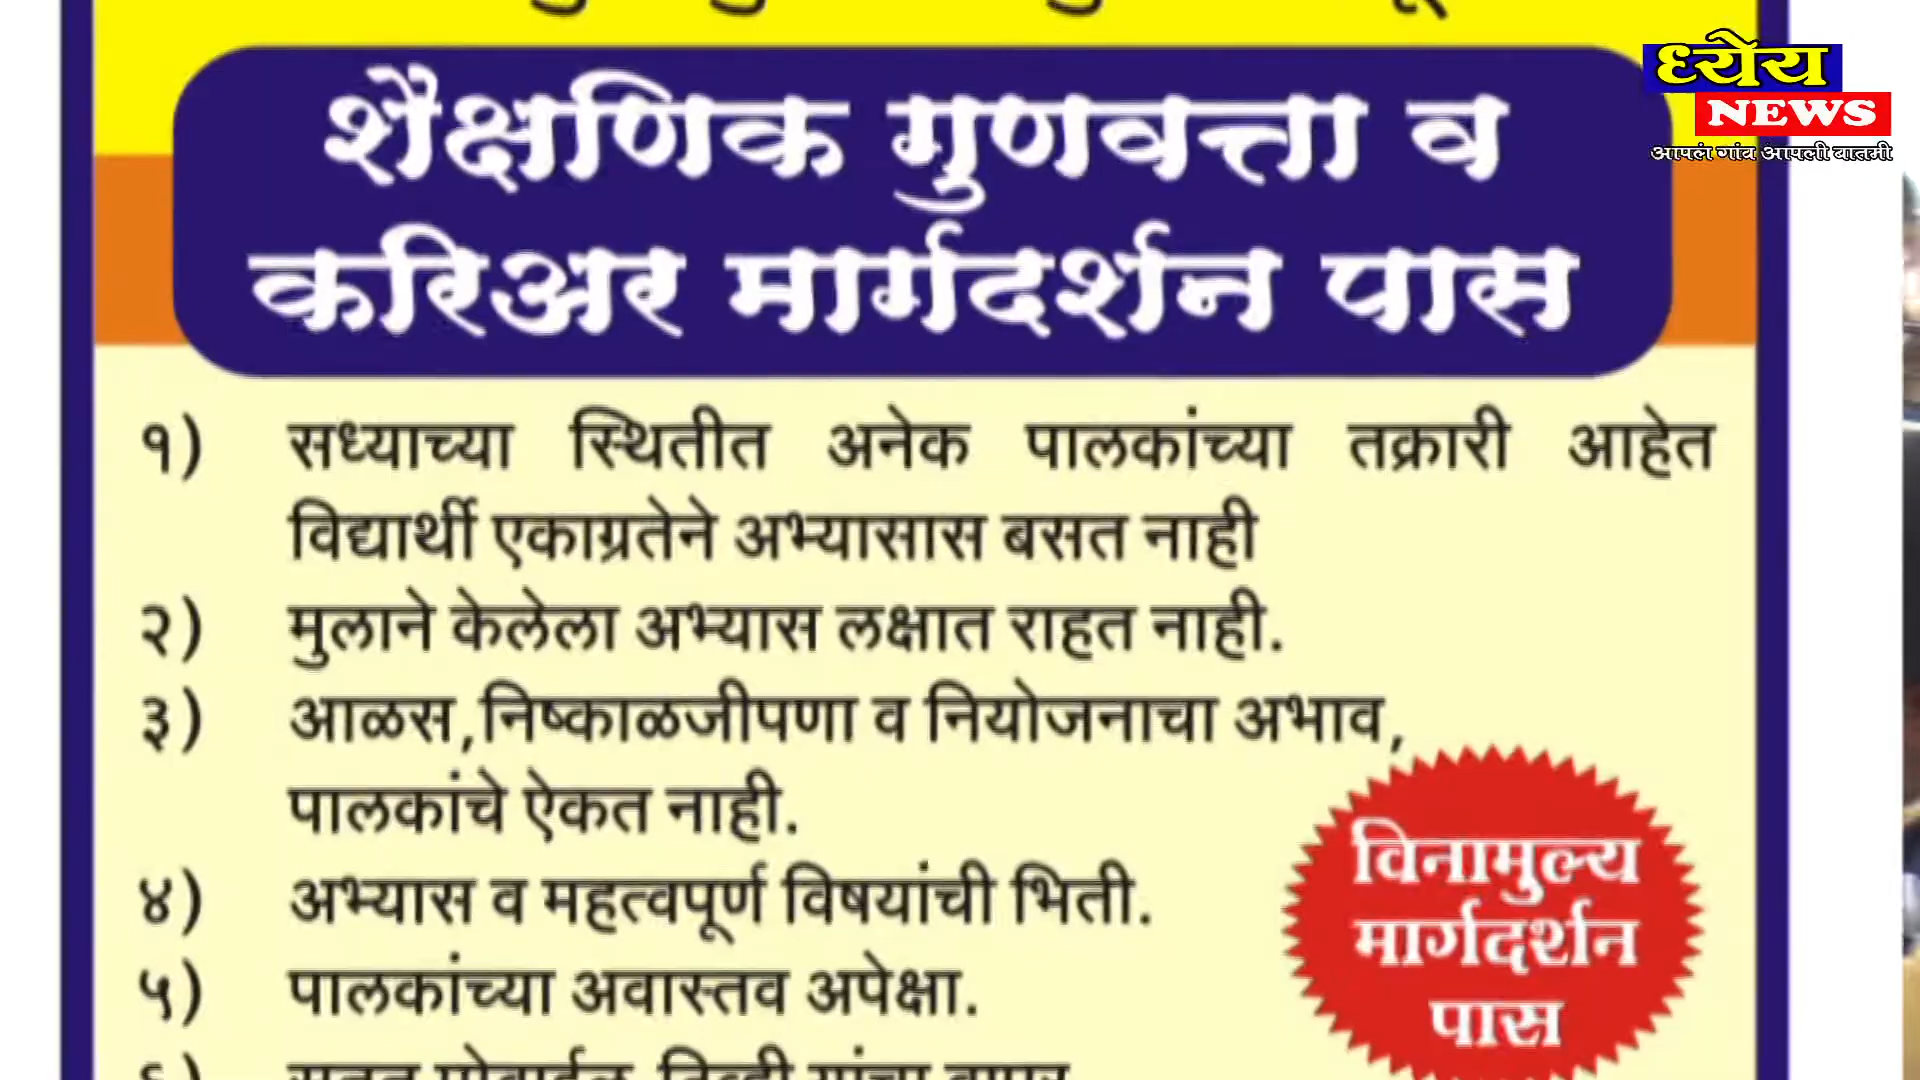 ध्येय
NEWS
आपलं गांव आपली बातमी
शैक्षणिक गुणवत्ता व
करिअर मार्गदर्शन पास
१) सध्याच्या स्थितीत अनेक पालकांच्या तक्रारी आहेत
विद्यार्थी एकाग्रतेने अभ्यासास बसत नाही
२) मुलाने केलेला अभ्यास लक्षात राहत नाही.
३) आळस,निष्काळजीपणा व नियोजनाचा अभाव,
पालकांचे ऐकत नाही.
४) अभ्यास व महत्वपूर्ण विषयांची भिती.
५) पालकांच्या अवास्तव अपेक्षा.
विनामुल्य
मार्गदर्शन
पास